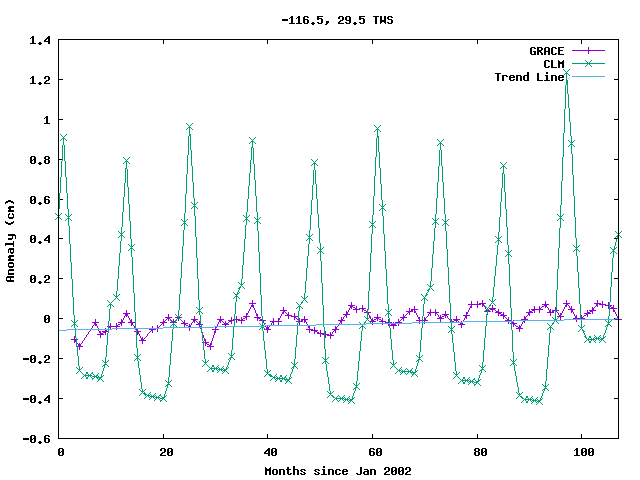 -116.5, 29.5 TWS
GRACE
CLM
Trend Line
1.4
1.2
1
0.8
0.6
0.4
0.2
0
-0.2
-0.4
-0.6
Anomaly (cm)
0 20 40 60 80 100
Months since Jan 2002